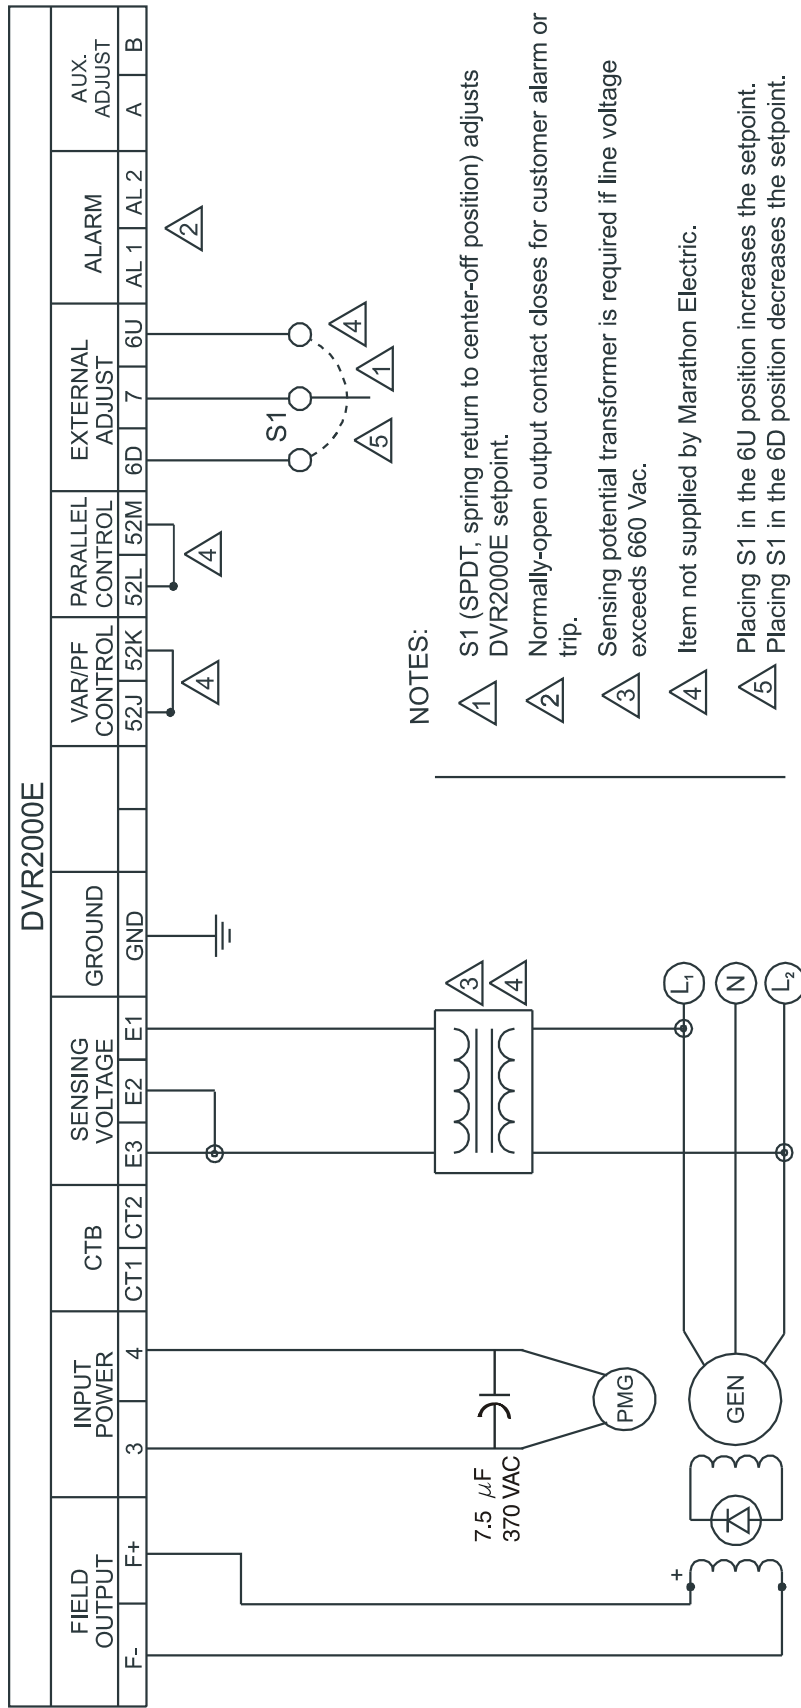 DVR2000E
FIELD
OUTPUT
INPUT
POWER
CTB
SENSING
VOLTAGE
GROUND
VAR/PF
CONTROL
PARALLEL
CONTROL
EXTERNAL
ADJUST
ALARM
AUX.
ADJUST
F- F+ 3 4 CT1 CT2 E3 E2 E1 GND 52J 52K 52L 52M 6D 7 6U AL 1 AL 2 A B
4
4
2
S1
5
1
4
7.5 μF
370 VAC
PMG
3
4
+
GEN
L1
N
L2
NOTES:
1 S1 (SPDT, spring return to center-off position) adjusts
DVR2000E setpoint.
2 Normally-open output contact closes for customer alarm or
trip.
3 Sensing potential transformer is required if line voltage
exceeds 660 Vac.
4 Item not supplied by Marathon Electric.
5 Placing S1 in the 6U position increases the setpoint.
Placing S1 in the 6D position decreases the setpoint.